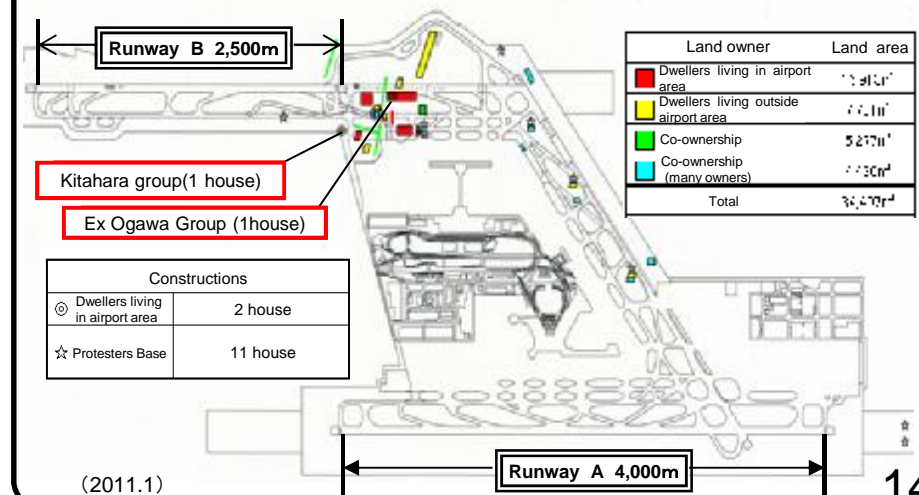 Runway B 2,500m
Land owner Land area
Dwellers living in airport
area
Dwellers living outside
airport area
Co-ownership
Co-ownership
(many owners)
Total
Kitahara group(1 house)
Ex Ogawa Group (1house)
Constructions
◎ Dwellers living
in airport area
2 house
☆ Protesters Base 11 house
Runway A 4,000m
（2011.1）
14